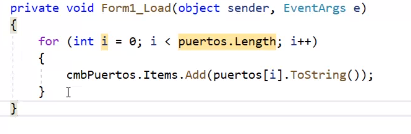 private void Form1_Load(object sender, EventArgs e)
{
for (int i = 0; i < puertos.Length; i++)
{
cmbPuertos.Items.Add(puertos[i].ToString());
}
}